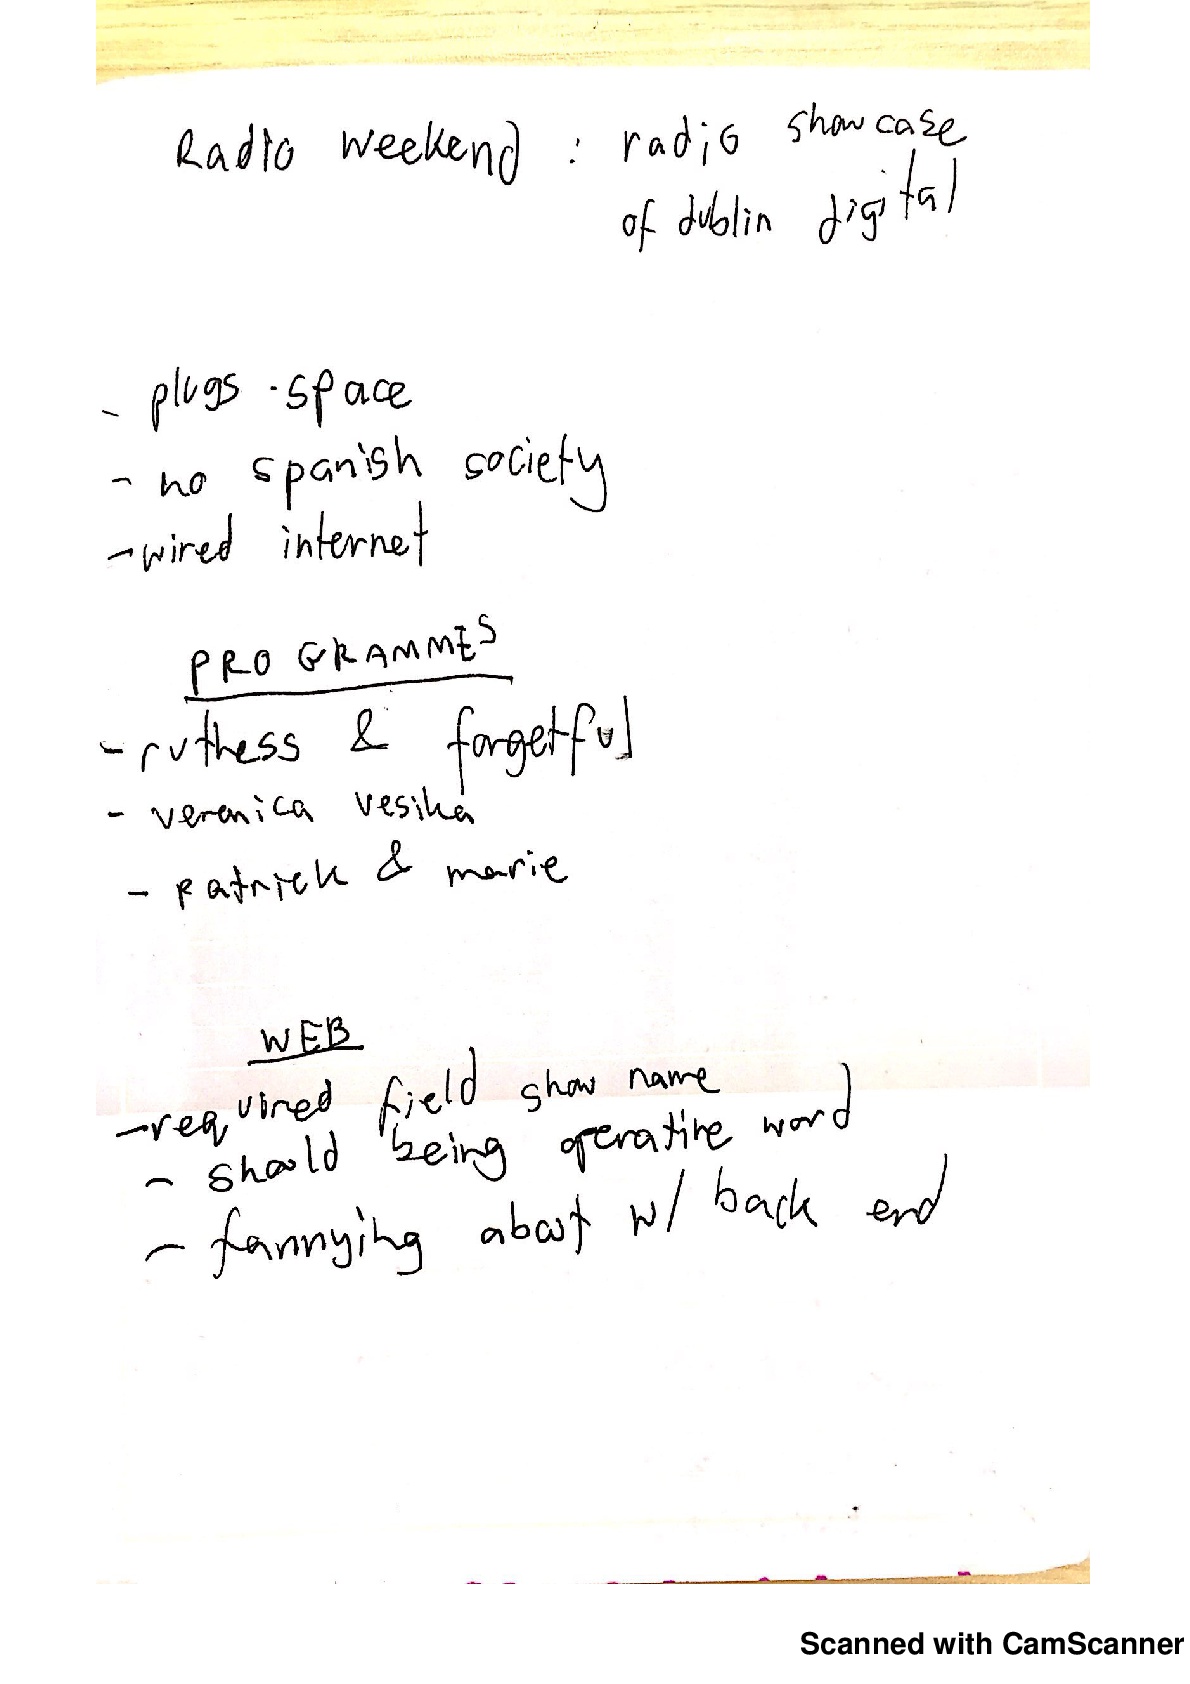 Radio weekend : radio showcase
of dublin digital
- plugs · space
- no spanish society
- wired internet
PROGRAMMES
- ruthess & forgetful
- veronica vesika
- Patrick & marie
WEB
- required field show name
- should being operative word
- fannying about w/ back end
Scanned with CamScanner